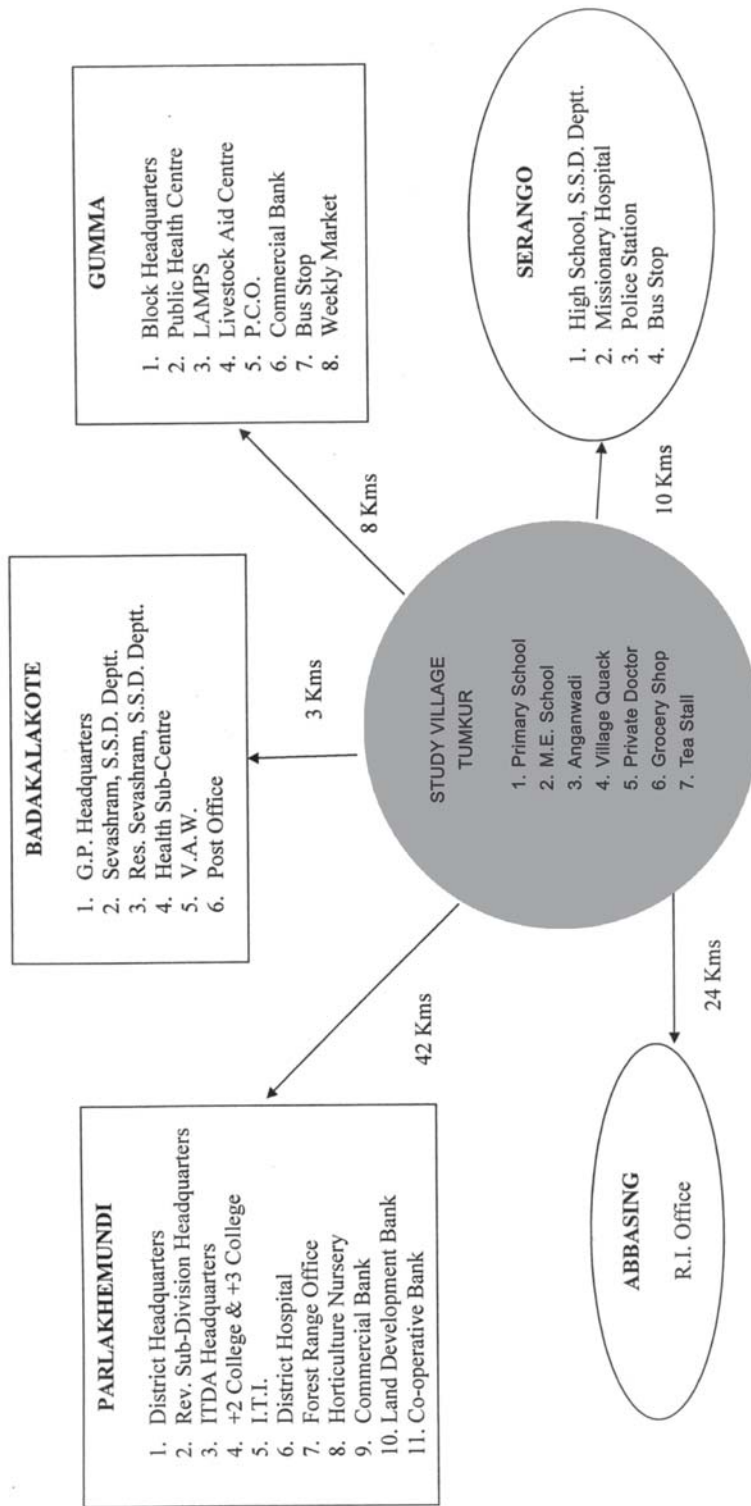 PARLAKHEMUNDI
1. District Headquarters
2. Rev. Sub-Division Headquarters
3. ITDA Headquarters
4. +2 College & +3 College
5. I.T.I.
6. District Hospital
7. Forest Range Office
8. Horticulture Nursery
9. Commercial Bank
10. Land Development Bank
11. Co-operative Bank
BADAKALAKOTE
1. G.P. Headquarters
2. Sevashram, S.S.D. Deptt.
3. Res. Sevashram, S.S.D. Deptt.
4. Health Sub-Centre
5. V.A.W.
6. Post Office
GUMMA
1. Block Headquarters
2. Public Health Centre
3. LAMPS
4. Livestock Aid Centre
5. P.C.O.
6. Commercial Bank
7. Bus Stop
8. Weekly Market
42 Kms
3 Kms
8 Kms
STUDY VILLAGE
TUMKUR
1. Primary School
2. M.E. School
3. Anganwadi
4. Village Quack
5. Private Doctor
6. Grocery Shop
7. Tea Stall
24 Kms
10 Kms
ABBASING
R.I. Office
SERANGO
1. High School, S.S.D. Deptt.
2. Missionary Hospital
3. Police Station
4. Bus Stop